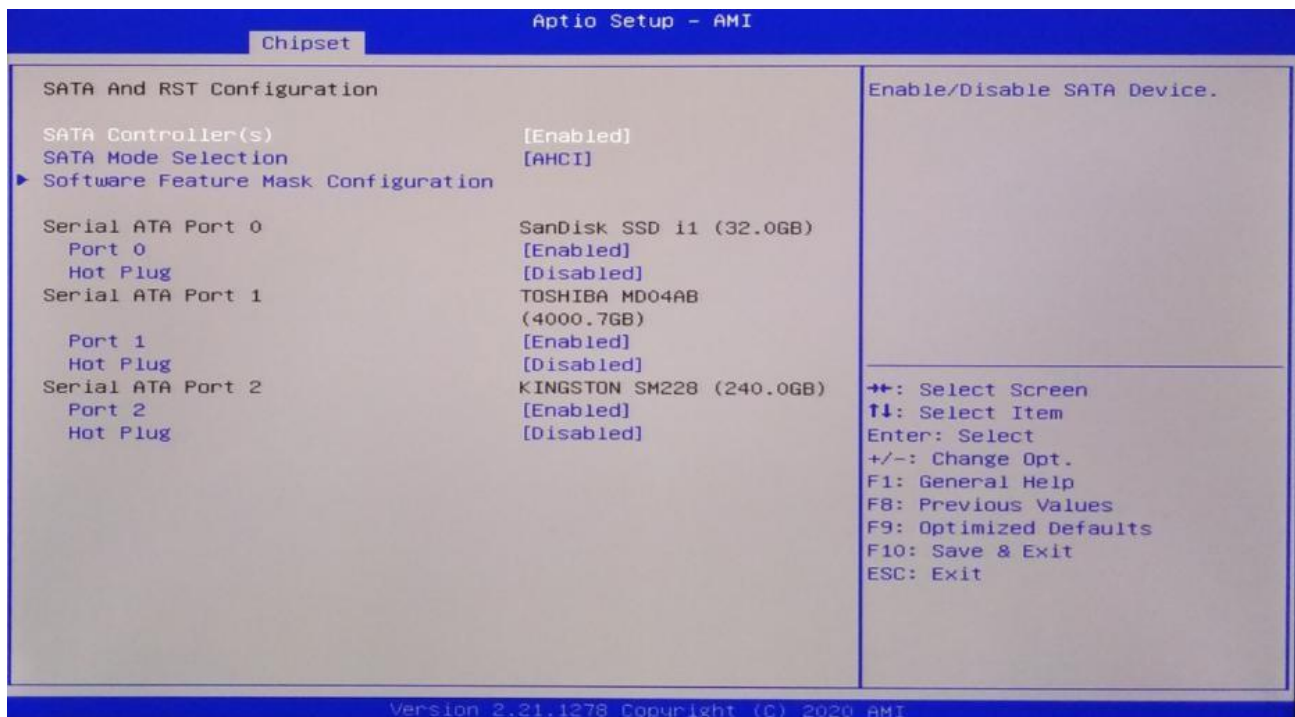 Aptio Setup – AMI
Chipset
SATA And RST Configuration
SATA Controller(s) [Enabled]
SATA Mode Selection [AHCI]
▶ Software Feature Mask Configuration
Serial ATA Port 0 SanDisk SSD i1 (32.0GB)
Port 0 [Enabled]
Hot Plug [Disabled]
Serial ATA Port 1 TOSHIBA MD04AB
(4000.7GB)
Port 1 [Enabled]
Hot Plug [Disabled]
Serial ATA Port 2 KINGSTON SM228 (240.0GB)
Port 2 [Enabled]
Hot Plug [Disabled]
Enable/Disable SATA Device.
→←: Select Screen
↑↓: Select Item
Enter: Select
+/-: Change Opt.
F1: General Help
F8: Previous Values
F9: Optimized Defaults
F10: Save & Exit
ESC: Exit
Version 2.21.1278 Copyright (C) 2020 AMI